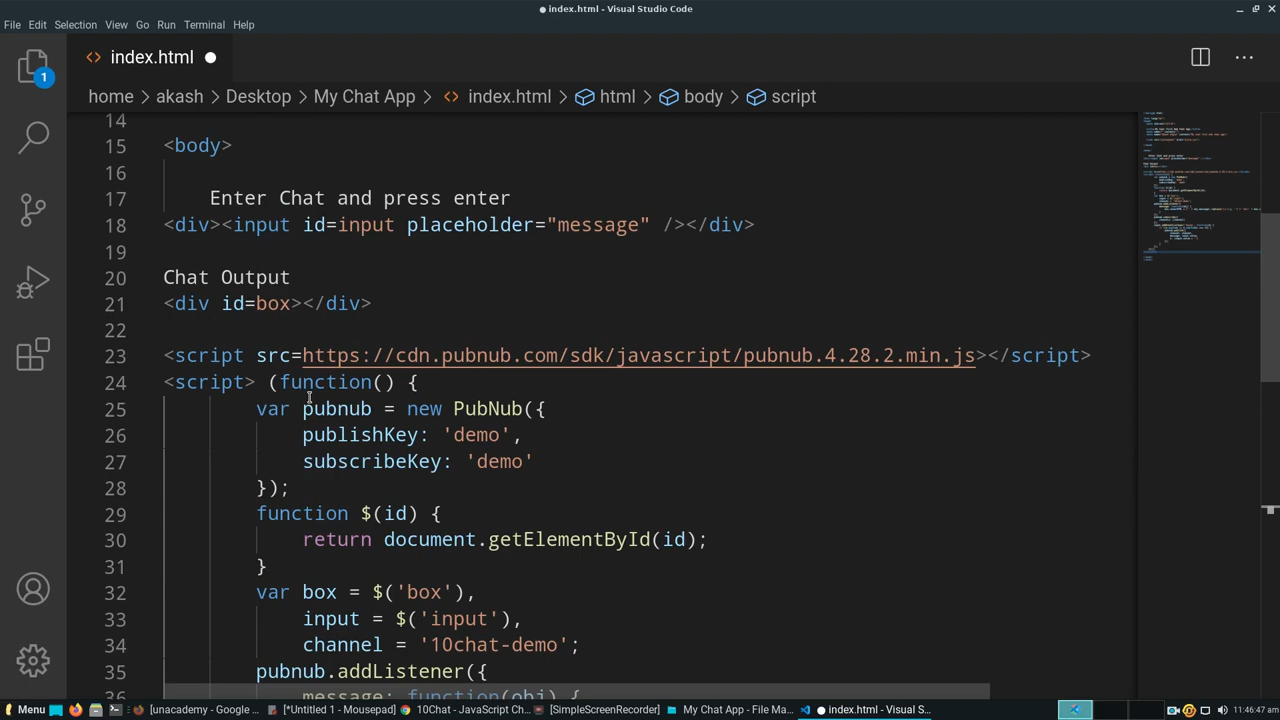 index.html - Visual Studio Code
File Edit Selection View Go Run Terminal Help
index.html
1
home > akash > Desktop > My Chat App > index.html > html > body > script
14
15 <body>
16
17 Enter Chat and press enter
18 <div><input id=input placeholder="message" /></div>
19
20 Chat Output
21 <div id=box></div>
22
23 <script src=https://cdn.pubnub.com/sdk/javascript/pubnub.4.28.2.min.js></script>
24 <script> (function() {
25 var pubnub = new PubNub({
26 publishKey: 'demo',
27 subscribeKey: 'demo'
28 });
29 function $(id) {
30 return document.getElementById(id);
31 }
32 var box = $('box'),
33 input = $('input'),
34 channel = '10chat-demo';
35 pubnub.addListener({
36 message: function(obj) {
Menu [unacademy - Google ... [*Untitled 1 - Mousepad] 10Chat - JavaScript Ch... [SimpleScreenRecorder] My Chat App - File Ma... index.html - Visual S... 11:46:47 am